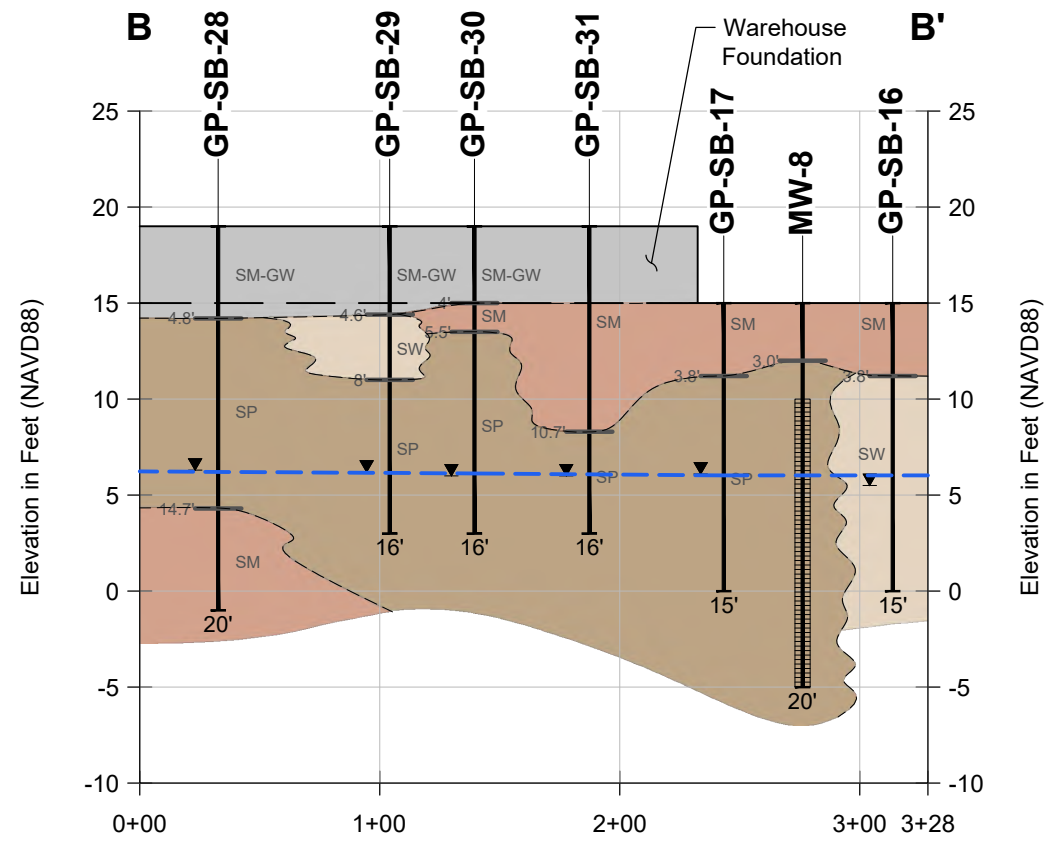 B
B'
Warehouse
Foundation
GP-SB-28
GP-SB-29
GP-SB-30
GP-SB-31
GP-SB-17
MW-8
GP-SB-16
Elevation in Feet (NAVD88)
25
20
15
10
5
0
-5
-10
SM-GW
SM-GW
SM-GW
4'
4.8'
4.6'
SM
SM
SM
SM
5.5'
SW
3.0'
8'
3.8'
3.8'
SP
SP
SP
10.7'
SW
SP
SP
14.7'
SM
16'
16'
16'
15'
15'
20'
20'
25
20
15
10
5
0
-5
-10
Elevation in Feet (NAVD88)
0+00
1+00
2+00
3+00
3+28